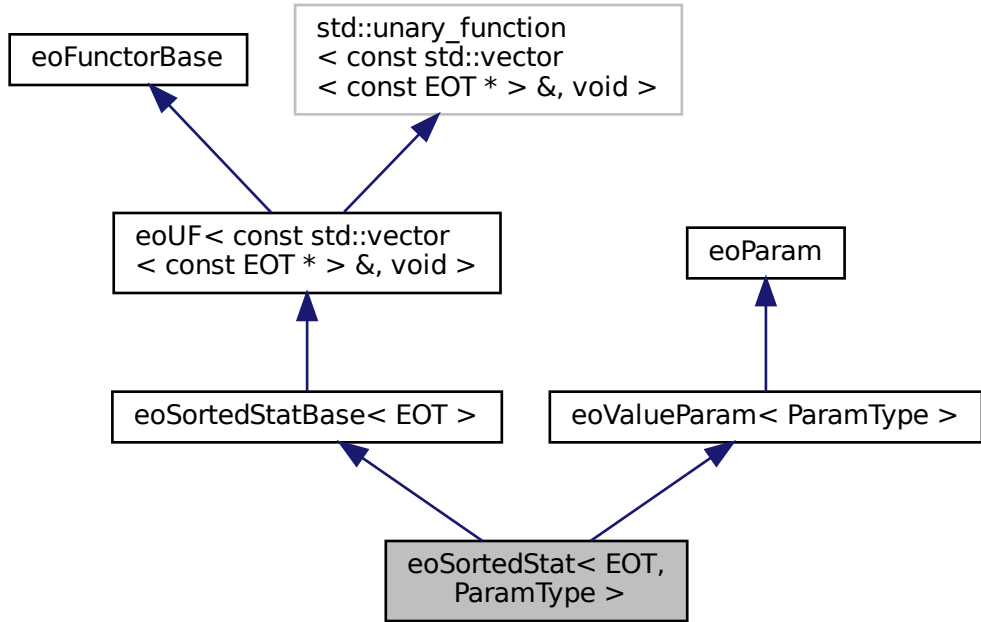 eoFunctorBase
std::unary_function
< const std::vector
< const EOT * > &, void >
eoUF< const std::vector
< const EOT * > &, void >
eoParam
eoSortedStatBase< EOT >
eoValueParam< ParamType >
eoSortedStat< EOT,
ParamType >